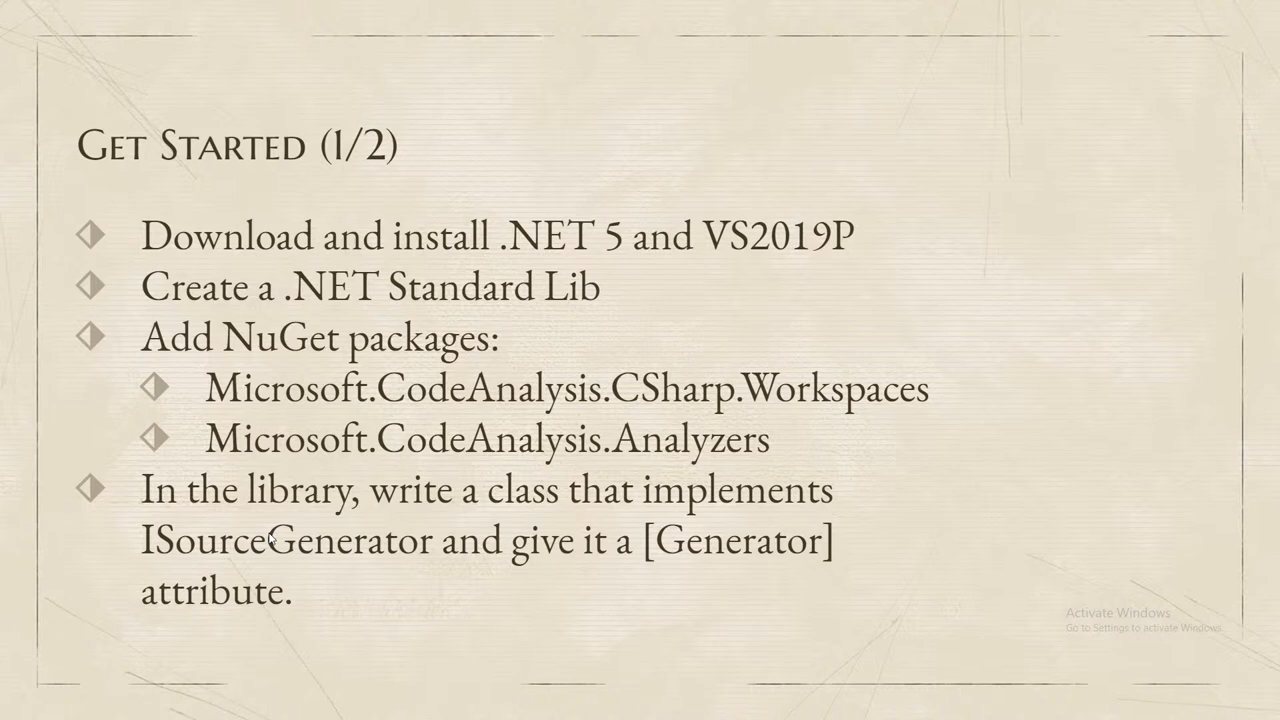 Get Started (1/2)
Download and install .NET 5 and VS2019P
Create a .NET Standard Lib
Add NuGet packages:
Microsoft.CodeAnalysis.CSharp.Workspaces
Microsoft.CodeAnalysis.Analyzers
In the library, write a class that implements
ISourceGenerator and give it a [Generator]
attribute.
Activate Windows
Go to Settings to activate Windows.